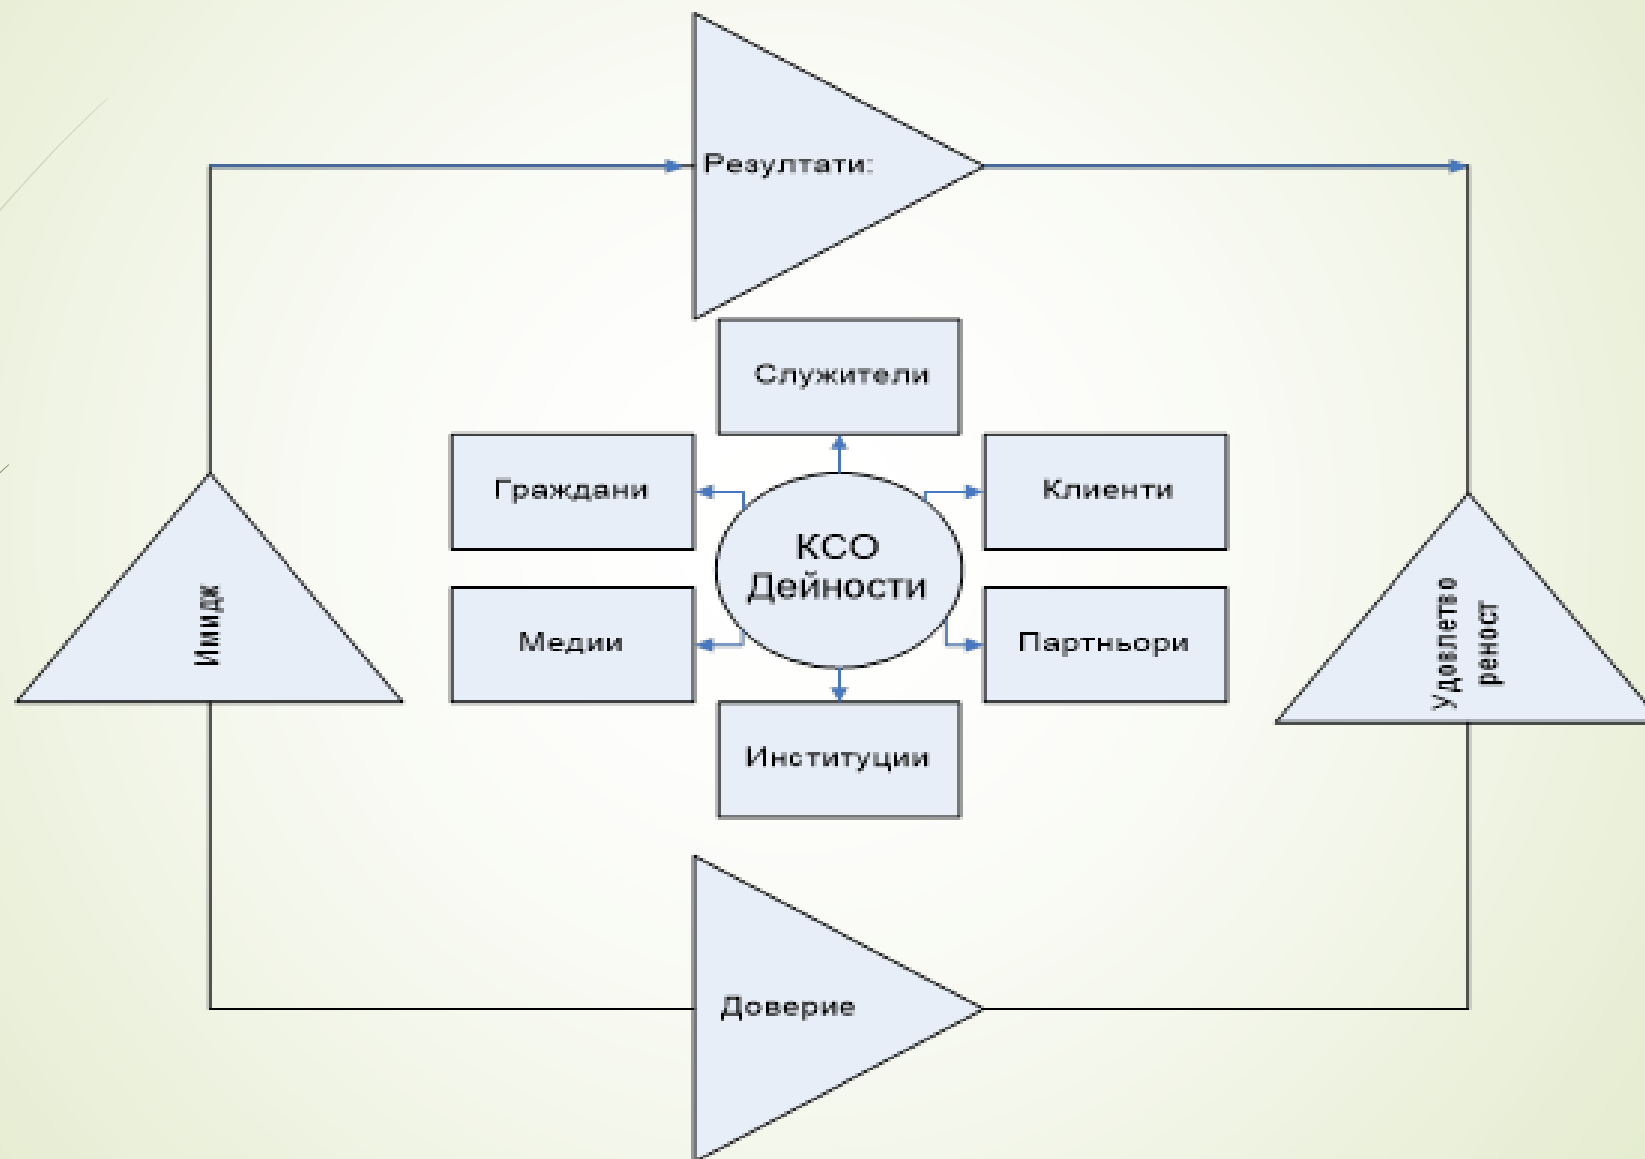 Резултати:
Служители
Граждани
Клиенти
КСО
Дейности
Имидж
Удовлетво
реност
Медии
Партньори
Институции
Доверие